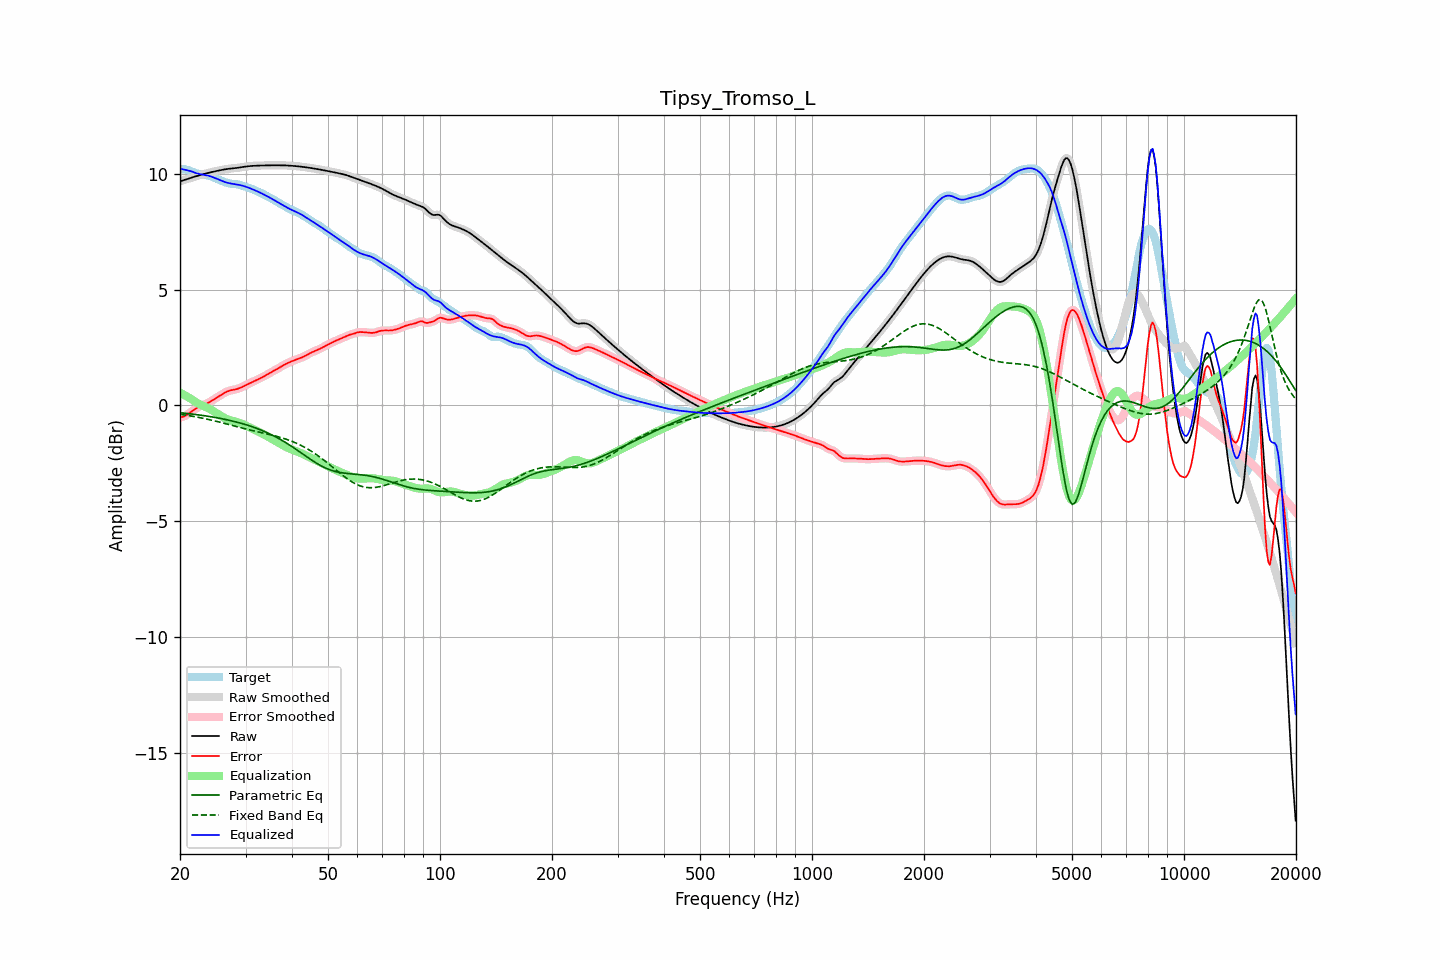 Tipsy_Tromso_L
Amplitude (dBr)
10
5
0
−5
−10
−15
Target
Raw Smoothed
Error Smoothed
Raw
Error
Equalization
Parametric Eq
Fixed Band Eq
Equalized
20 50 100 200 500 1000 2000 5000 10000 20000
Frequency (Hz)